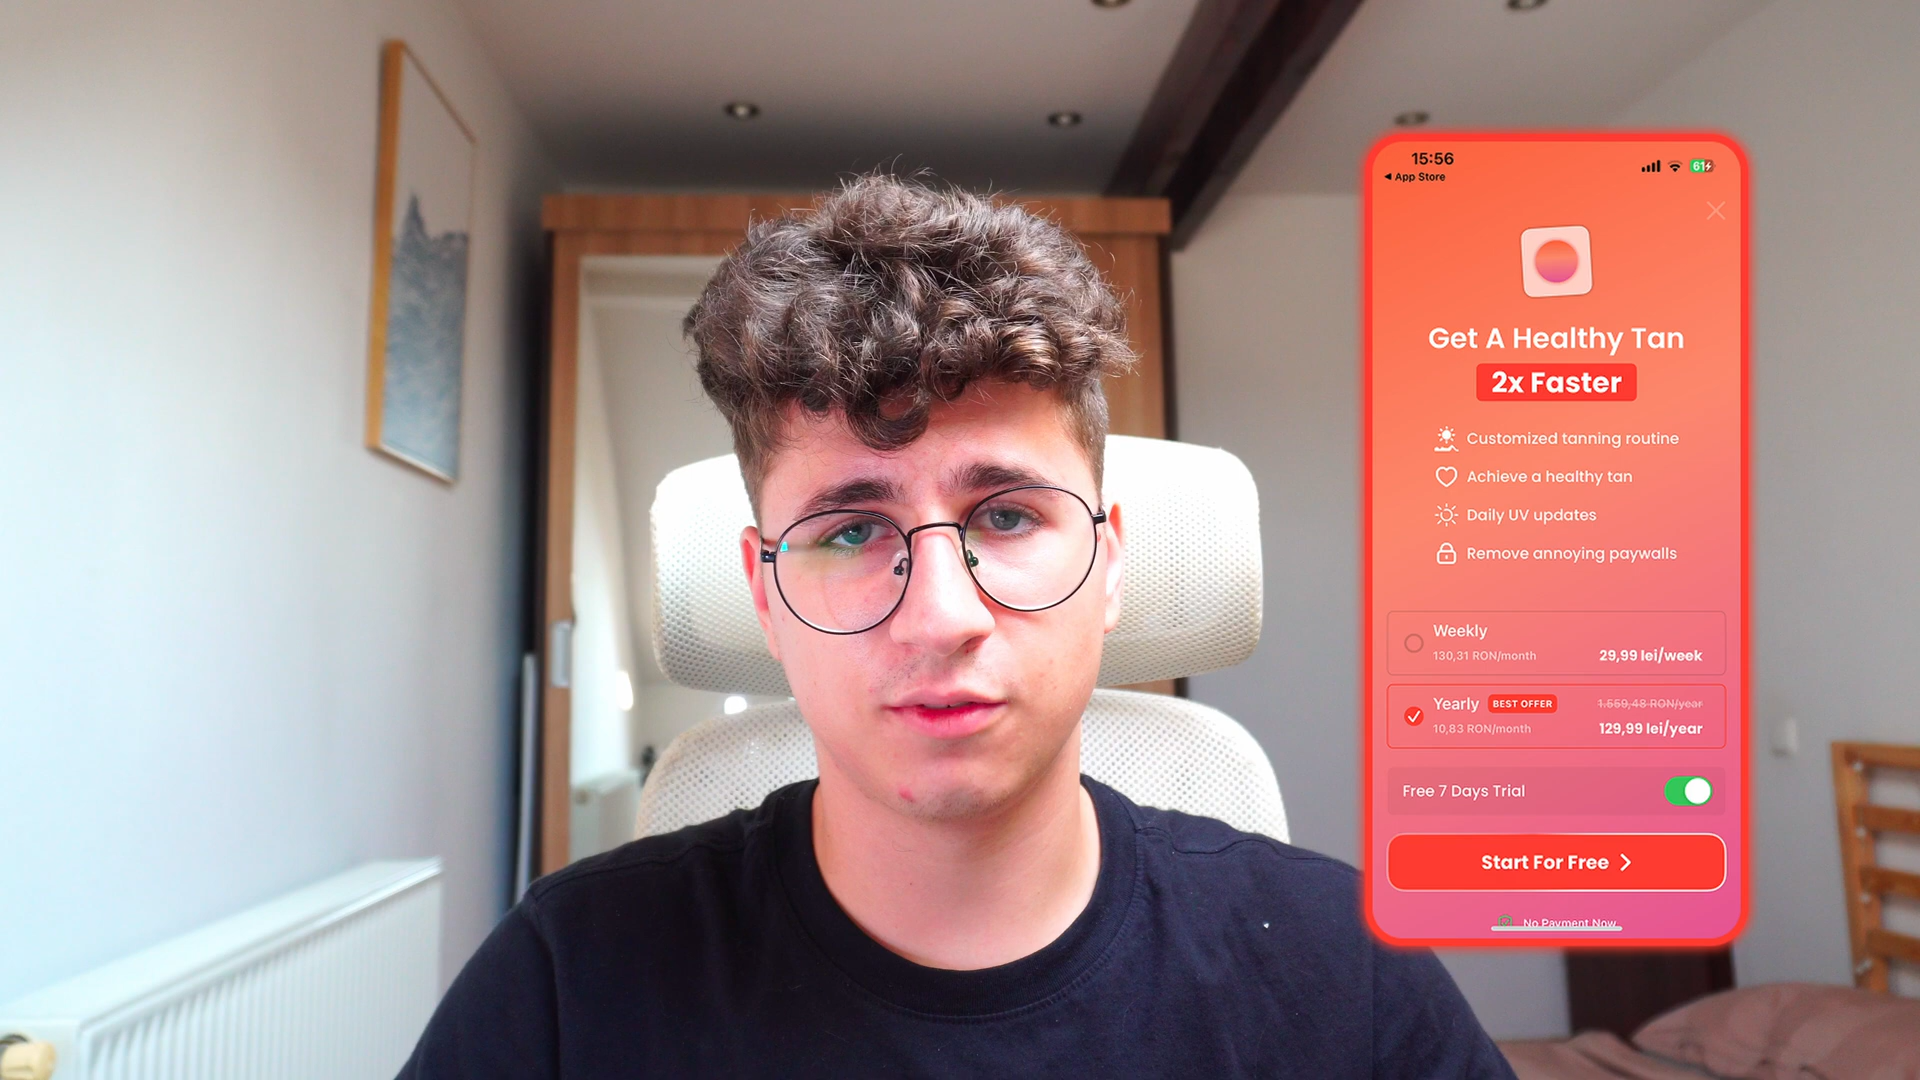 15:56
61
◀ App Store
Get A Healthy Tan
2x Faster
Customized tanning routine
Achieve a healthy tan
Daily UV updates
Remove annoying paywalls
Weekly
130,31 RON/month
29,99 lei/week
Yearly
BEST OFFER
1.559,48 RON/year
10,83 RON/month
129,99 lei/year
Free 7 Days Trial
Start For Free
No Payment Now